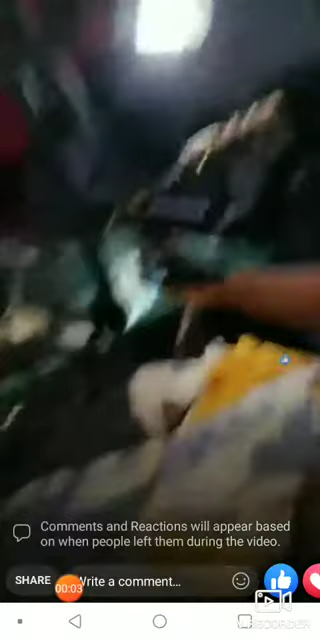 Comments and Reactions will appear based
on when people left them during the video.
SHARE
00:03
Write a comment...
RECORDER